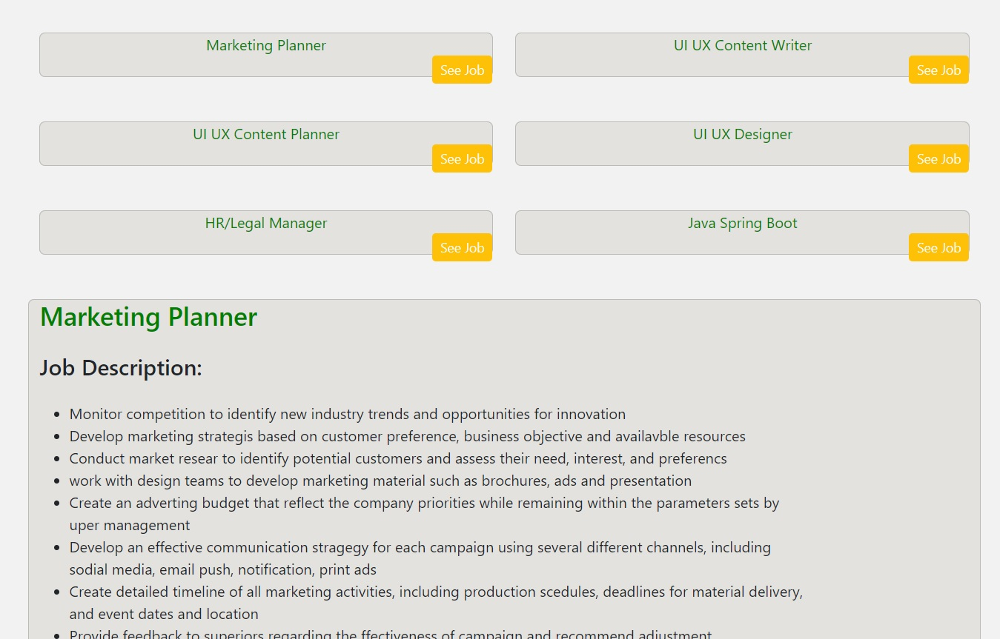 Marketing Planner
See Job
UI UX Content Writer
See Job
UI UX Content Planner
See Job
UI UX Designer
See Job
HR/Legal Manager
See Job
Java Spring Boot
See Job
Marketing Planner
Job Description:
Monitor competition to identify new industry trends and opportunities for innovation
Develop marketing strategis based on customer preference, business objective and availavble resources
Conduct market resear to identify potential customers and assess their need, interest, and preferencs
work with design teams to develop marketing material such as brochures, ads and presentation
Create an adverting budget that reflect the company priorities while remaining within the parameters sets by
uper management
Develop an effective communication stragegy for each campaign using several different channels, including
sodial media, email push, notification, print ads
Create detailed timeline of all marketing activities, including production scedules, deadlines for material delivery,
and event dates and location
Provide feedback to superiors regarding the ffectiveness of campaign and recommend adjustment